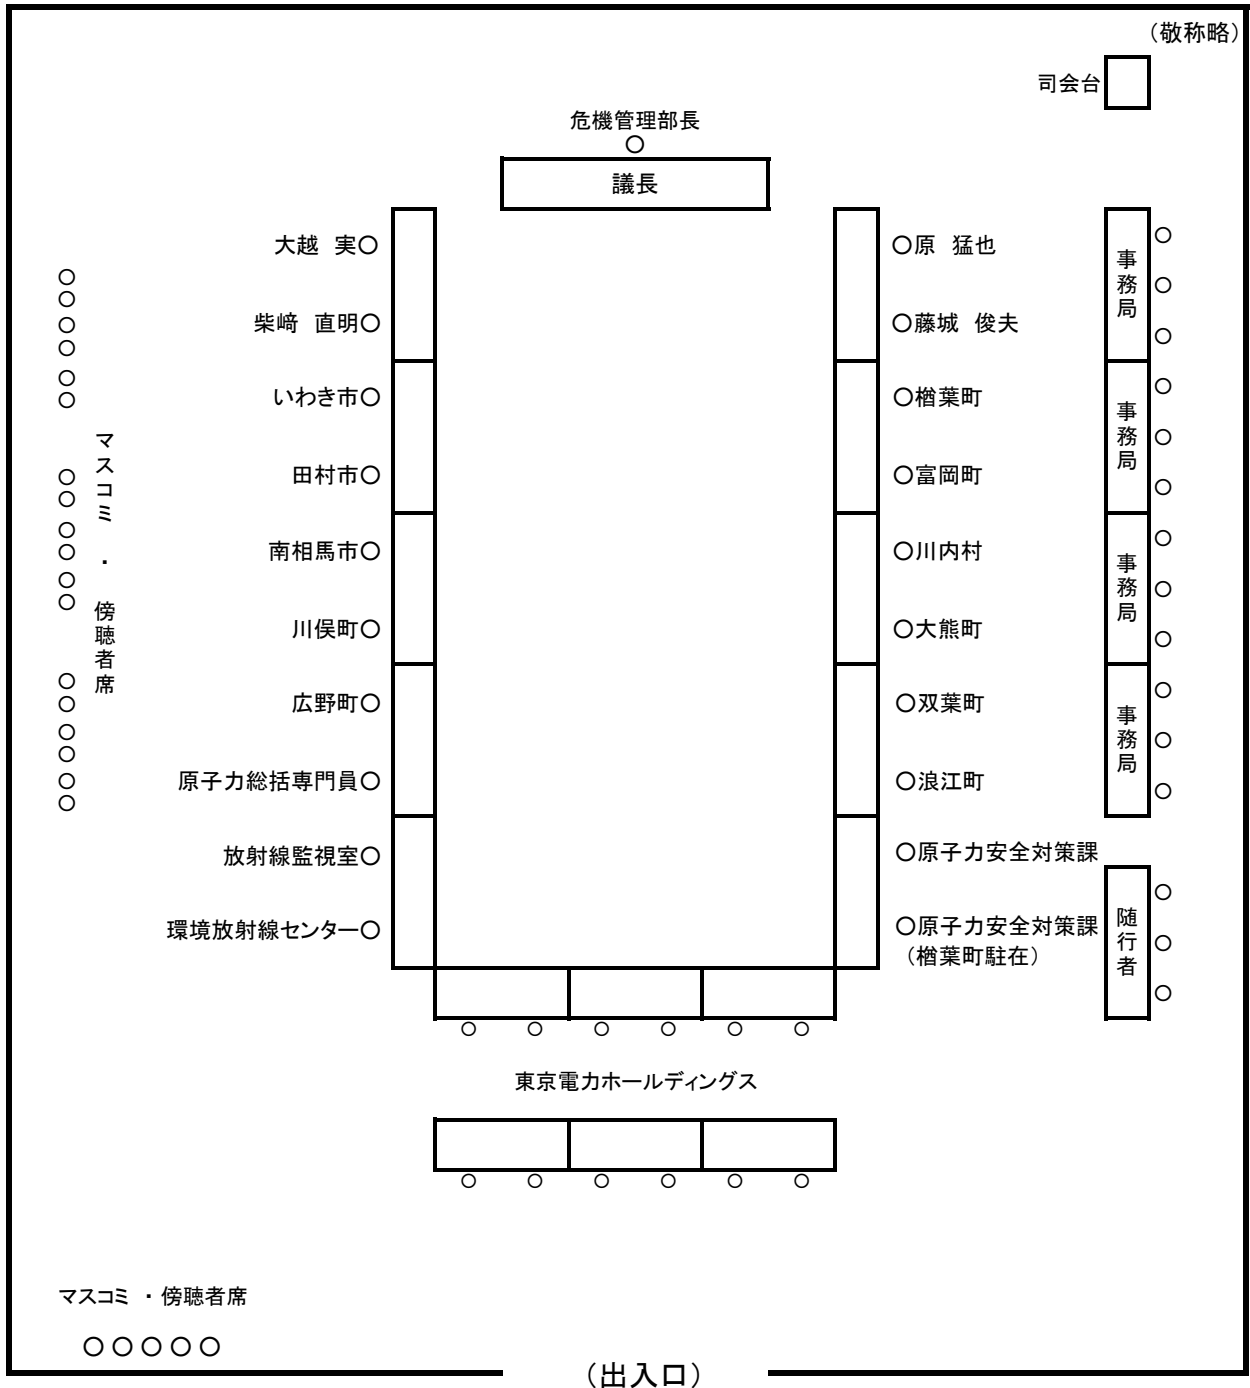 （敬称略）
司会台
危機管理部長
○
議長
大越　実○
○原　猛也
柴﨑　直明○
○藤城　俊夫
いわき市○
○楢葉町
田村市○
○富岡町
南相馬市○
○川内村
川俣町○
○大熊町
広野町○
○双葉町
原子力総括専門員○
○浪江町
放射線監視室○
○原子力安全対策課
環境放射線センター○
○原子力安全対策課
（楢葉町駐在）
事務局
事務局
事務局
事務局
随行者
マスコミ　・　傍聴者席
○ ○ ○ ○ ○ ○
東京電力ホールディングス
○ ○ ○ ○ ○ ○
マスコミ　・傍聴者席
○○○○○
（出入口）